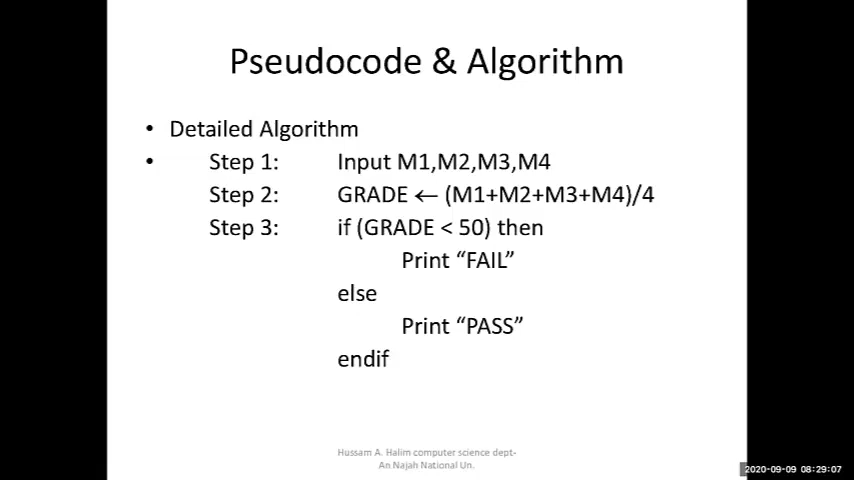 Pseudocode & Algorithm
• Detailed Algorithm
• Step 1: Input M1,M2,M3,M4
Step 2: GRADE ← (M1+M2+M3+M4)/4
Step 3: if (GRADE < 50) then
Print “FAIL”
else
Print “PASS”
endif
Hussam A. Halim computer science dept-
An Najah National Un.
2020-09-09 08:29:07